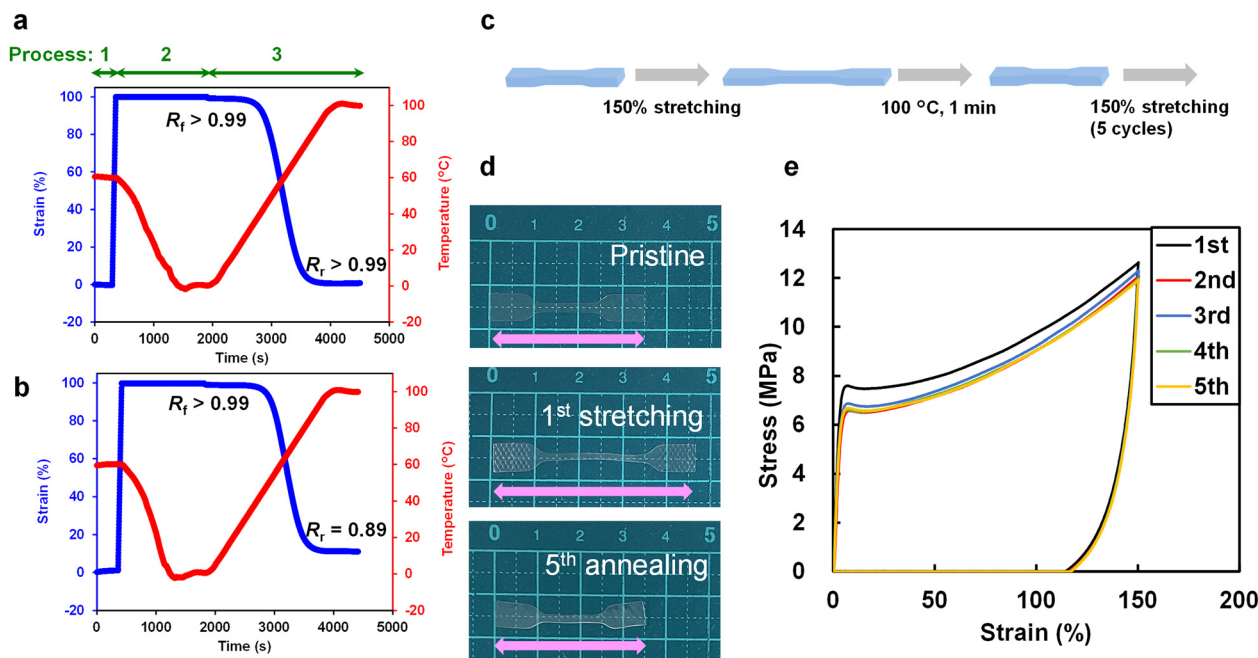 a
Process: 1 2 3
100
80
60
40
20
0
-20
Strain (%)
Rf > 0.99
Rr > 0.99
100
80
60
40
20
0
-20
Temperature (°C)
0 1000 2000 3000 4000 5000
Time (s)
b
100
80
60
40
20
0
-20
Strain (%)
Rf > 0.99
Rr = 0.89
100
80
60
40
20
0
-20
Temperature (°C)
0 1000 2000 3000 4000 5000
Time (s)
c
150% stretching
100 °C, 1 min
150% stretching
(5 cycles)
d
0 1 2 3 4 5
Pristine
0 1 2 3 4 5
1st stretching
0 1 2 3 4 5
5th annealing
e
14
12
10
8
6
4
2
0
Stress (MPa)
1st
2nd
3rd
4th
5th
0 50 100 150 200
Strain (%)